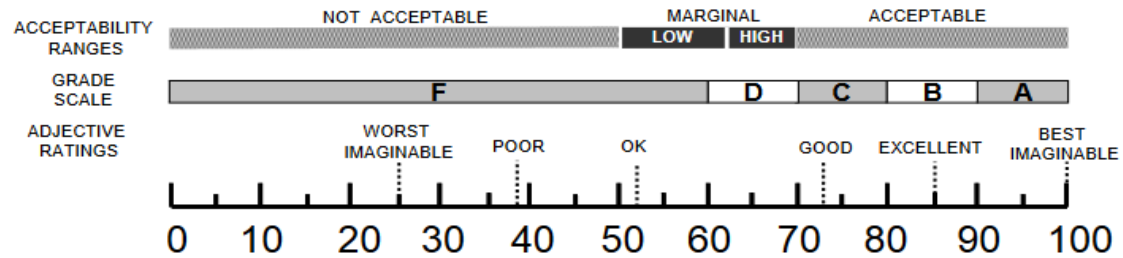 NOT ACCEPTABLE MARGINAL ACCEPTABLE
ACCEPTABILITY
RANGES
LOW HIGH
GRADE
SCALE
F D C B A
ADJECTIVE
RATINGS
WORST
IMAGINABLE
POOR
OK
GOOD
EXCELLENT
BEST
IMAGINABLE
0 10 20 30 40 50 60 70 80 90 100